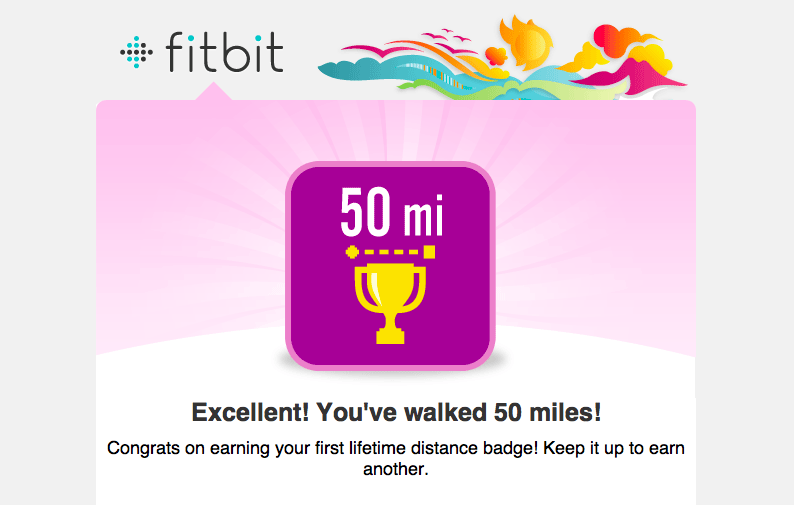 fitbit
50 mi
Excellent! You've walked 50 miles!
Congrats on earning your first lifetime distance badge! Keep it up to earn
another.